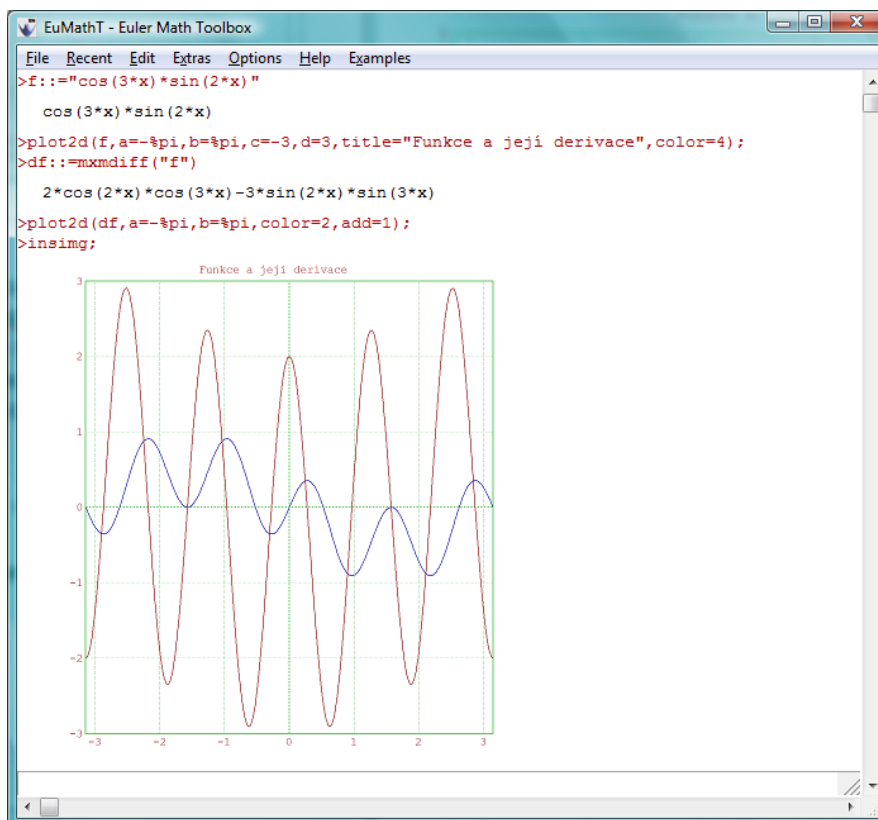 EuMathT - Euler Math Toolbox
File Recent Edit Extras Options Help Examples
>f::="cos(3*x)*sin(2*x)"
cos(3*x)*sin(2*x)
>plot2d(f,a=-%pi,b=%pi,c=-3,d=3,title="Funkce a její derivace",color=4);
>df::=mxmdiff("f")
2*cos(2*x)*cos(3*x)-3*sin(2*x)*sin(3*x)
>plot2d(df,a=-%pi,b=%pi,color=2,add=1);
>insimg;
Funkce a její derivace
3
2
1
0
-1
-2
-3
-3 -2 -1 0 1 2 3